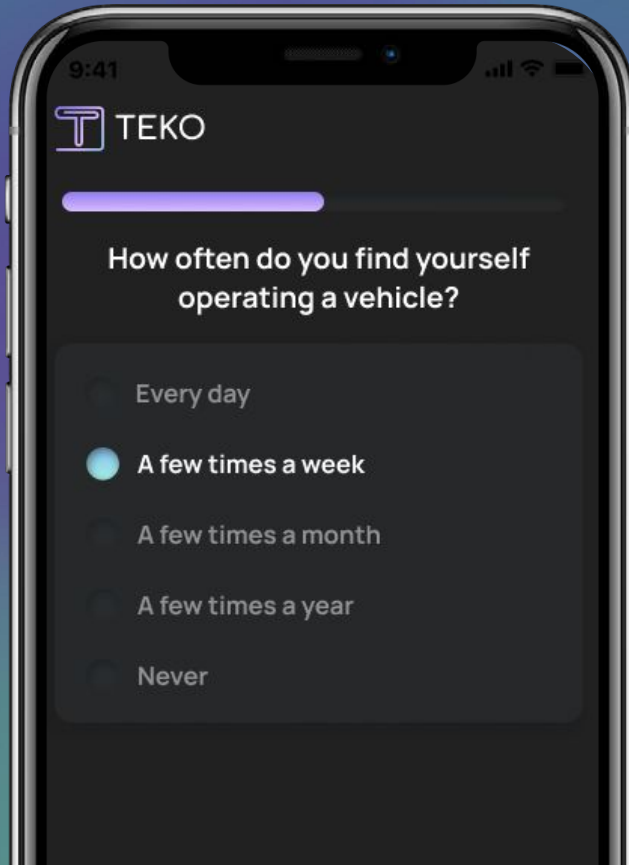 9:41
TEKO
How often do you find yourself
operating a vehicle?
Every day
A few times a week
A few times a month
A few times a year
Never